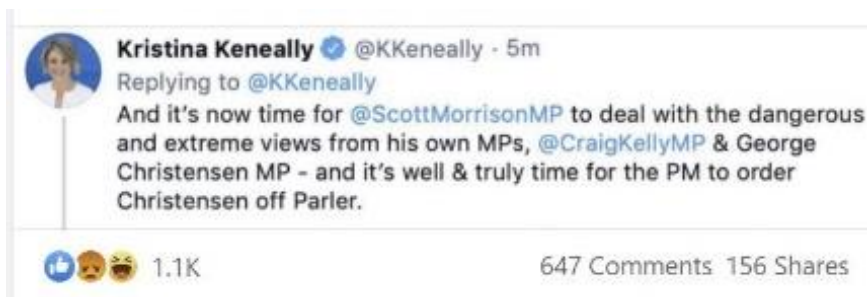 Kristina Keneally @KKeneally · 5m
Replying to @KKeneally
And it's now time for @ScottMorrisonMP to deal with the dangerous
and extreme views from his own MPs, @CraigKellyMP & George
Christensen MP - and it's well & truly time for the PM to order
Christensen off Parler.
1.1K 647 Comments 156 Shares